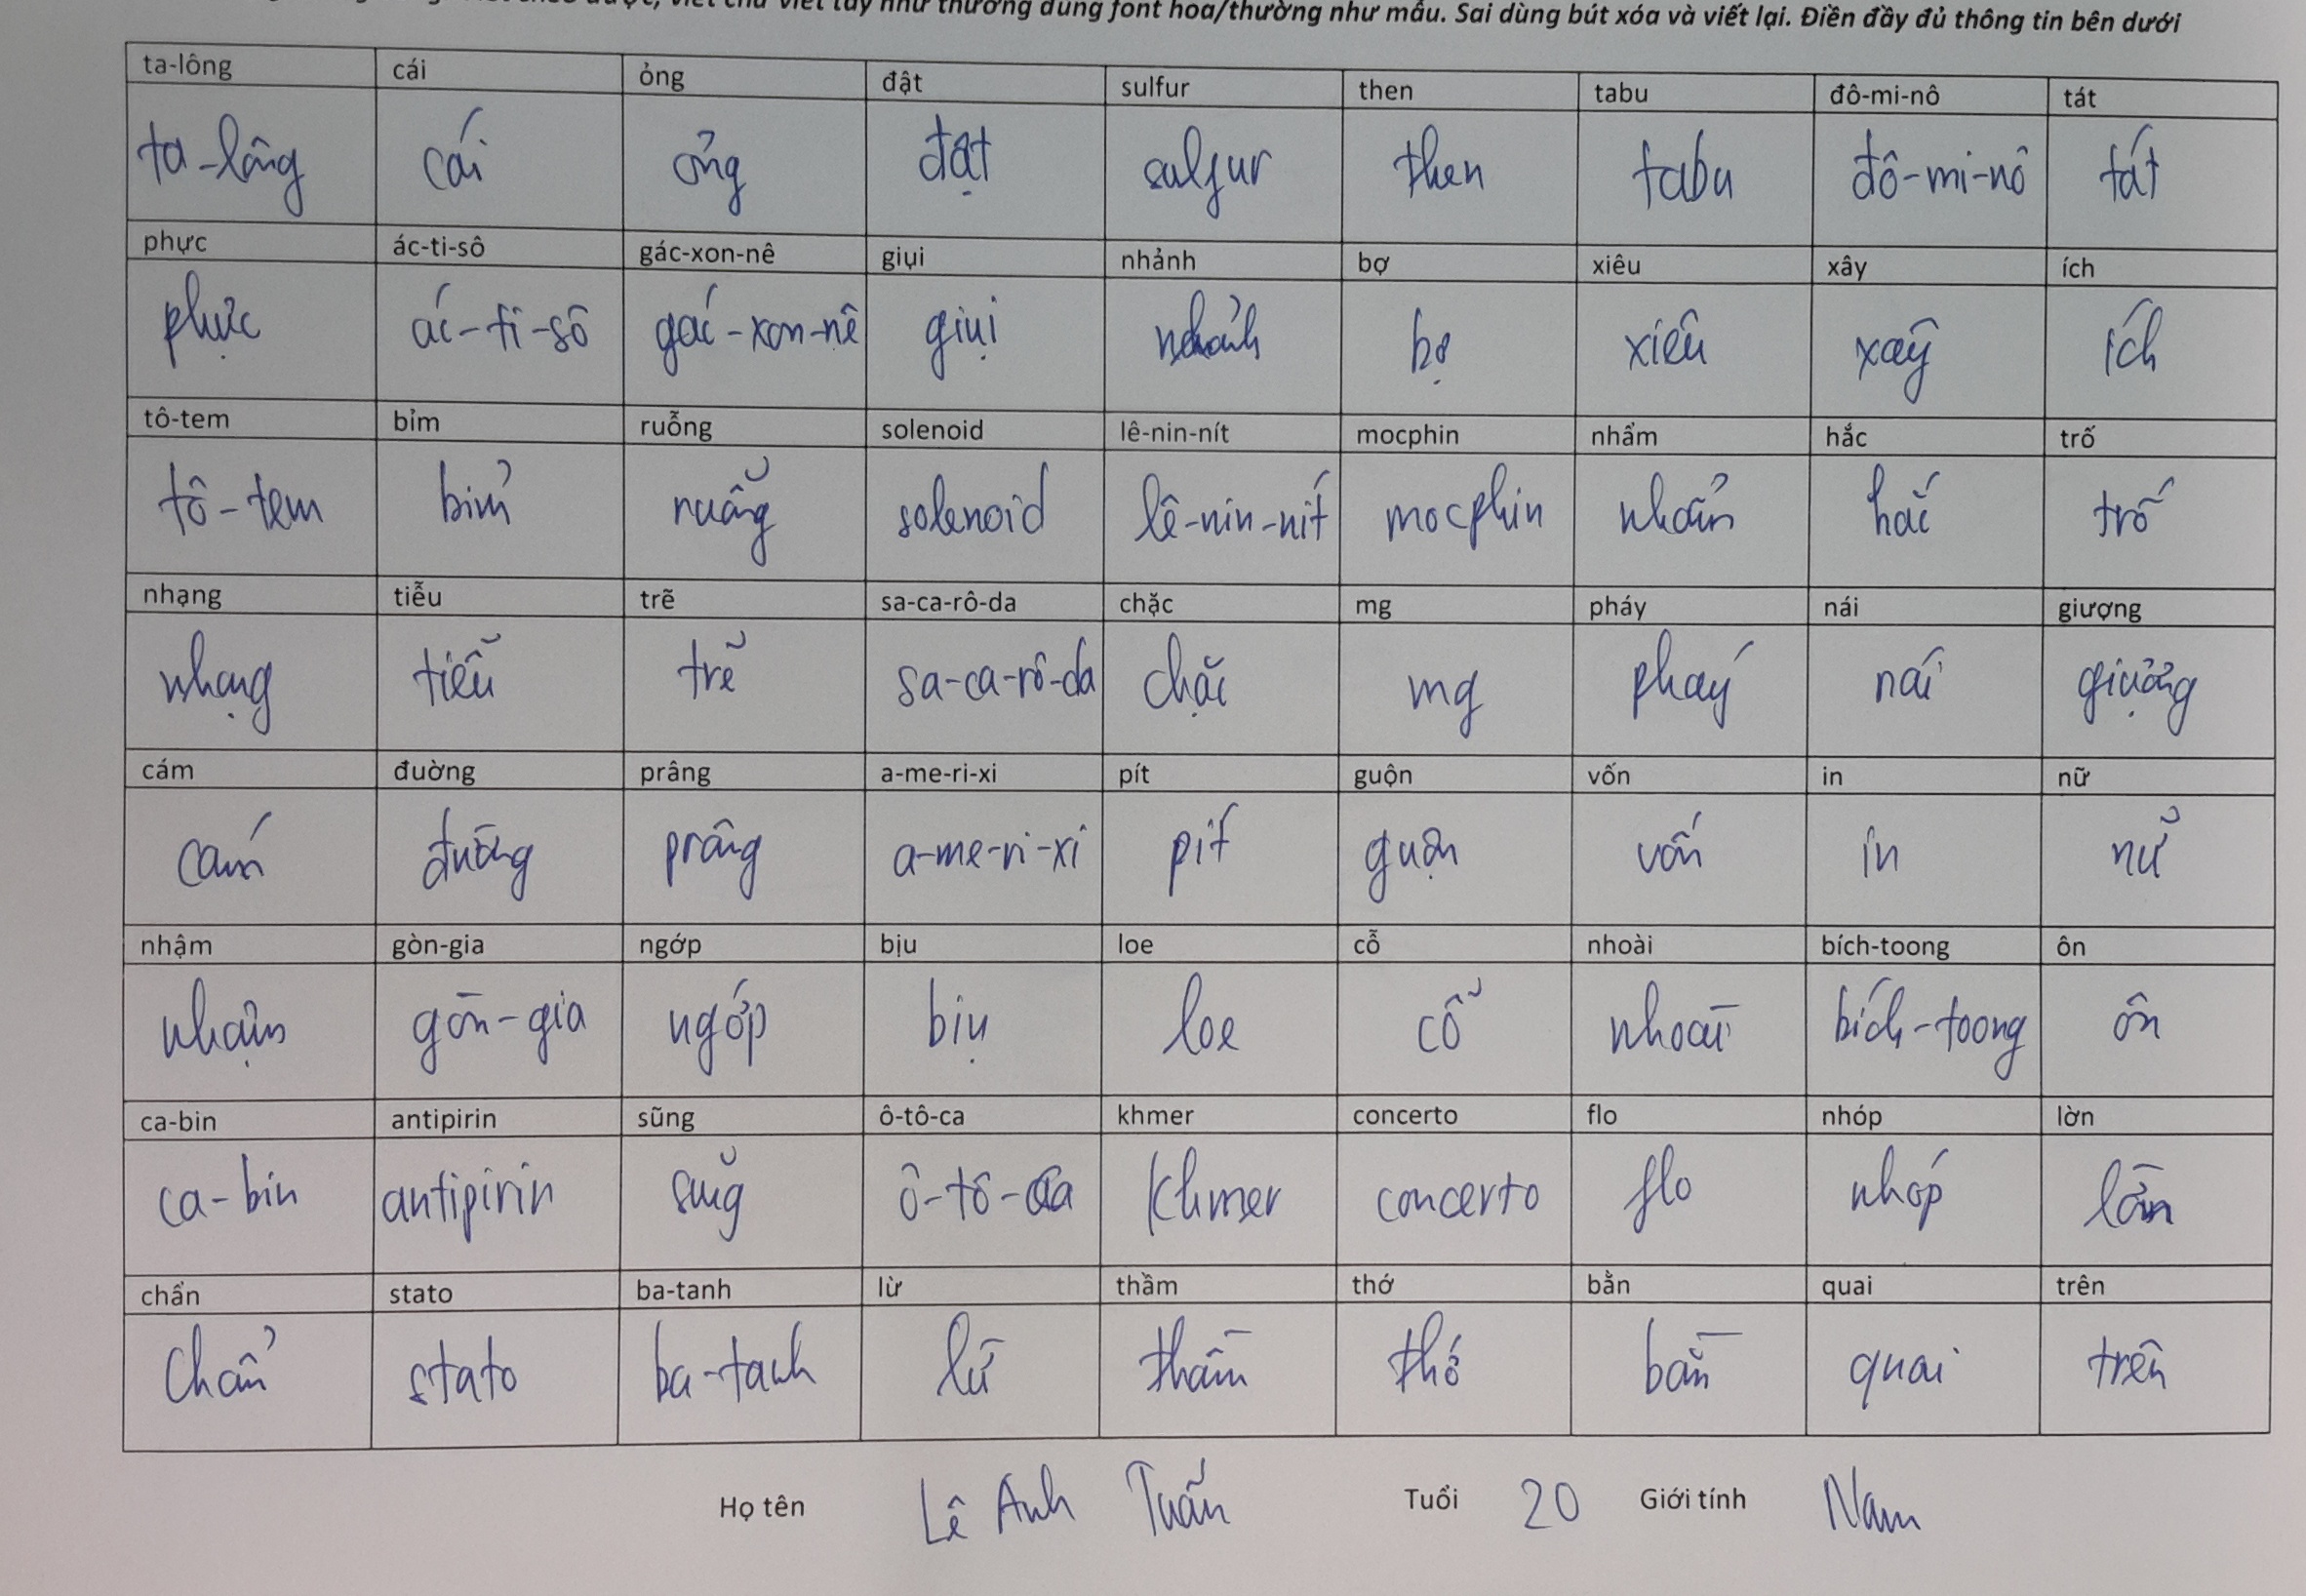 viết chữ viết tay như thường dùng font hoa/thường như mẫu. Sai dùng bút xóa và viết lại. Điền đầy đủ thông tin bên dưới
ta-lông cái ỏng đật sulfur then tabu đô-mi-nô tát
ta-lông cái ỏng đật sulfur then tabu đô-mi-nô tát
phực ác-ti-sô gác-xon-nê giụi nhảnh bợ xiêu xây ích
phực ác-ti-sô gác-xon-nê giụi nhảnh bợ xiêu xây ích
tô-tem bỉm ruỗng solenoid lê-nin-nít mocphin nhẩm hắc trố
tô-tem bỉm ruỗng solenoid lê-nin-nít mocphin nhẩm hắc trố
nhạng tiễu trẽ sa-ca-rô-da chặc mg pháy nái giượng
nhạng tiễu trẽ sa-ca-rô-da chặc mg pháy nái giượng
cám đuờng prâng a-me-ri-xi pít guộn vốn in nữ
cám đuờng prâng a-me-ri-xi pít guộn vốn in nữ
nhậm gòn-gia ngớp bịu loe cỗ nhoài bích-toong ôn
nhậm gòn-gia ngớp bịu loe cỗ nhoài bích-toong ôn
ca-bin antipirin sũng ô-tô-ca khmer concerto flo nhóp lờn
ca-bin antipirin sũng ô-tô-ca khmer concerto flo nhóp lờn
chẩn stato ba-tanh lừ thầm thớ bằn quai trên
chẩn stato ba-tanh lừ thầm thớ bằn quai trên
Họ tên Lê Anh Tuấn Tuổi 20 Giới tính Nam